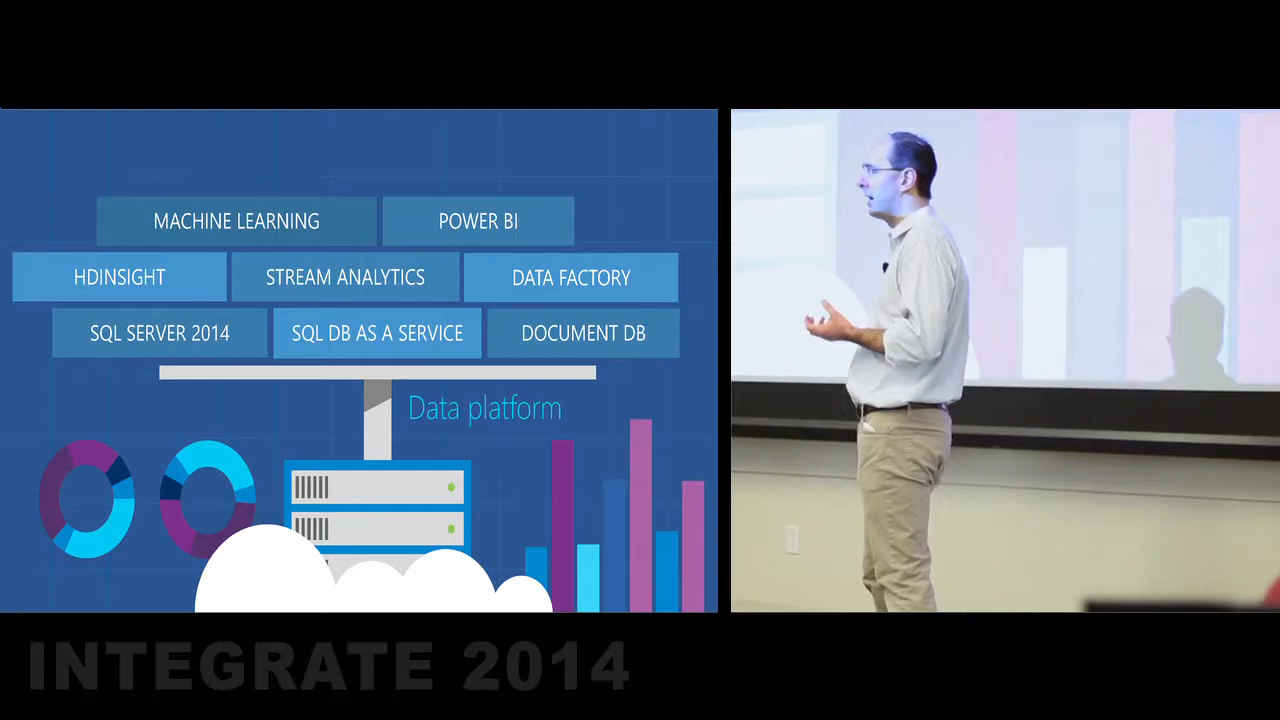 MACHINE LEARNING
POWER BI
HDINSIGHT
STREAM ANALYTICS
DATA FACTORY
SQL SERVER 2014
SQL DB AS A SERVICE
DOCUMENT DB
Data platform
INTEGRATE 2014